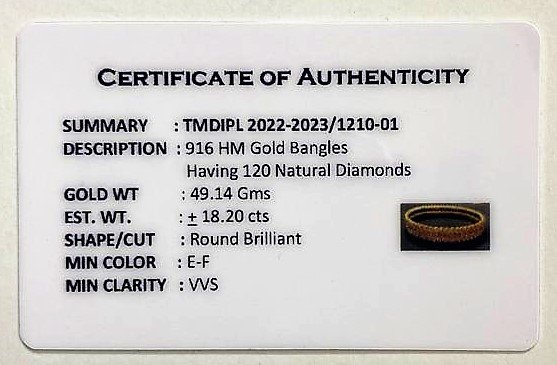 CERTIFICATE OF AUTHENTICITY
SUMMARY : TMDIPL 2022-2023/1210-01
DESCRIPTION : 916 HM Gold Bangles
Having 120 Natural Diamonds
GOLD WT : 49.14 Gms
EST. WT. : ± 18.20 cts
SHAPE/CUT : Round Brilliant
MIN COLOR : E-F
MIN CLARITY : VVS